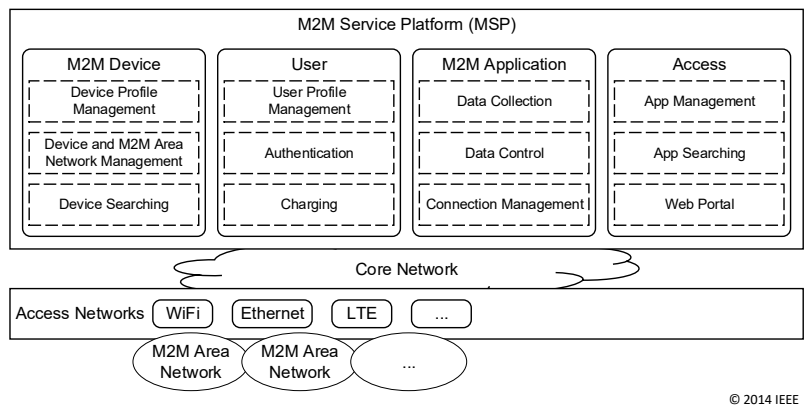 M2M Service Platform (MSP)
M2M Device
Device Profile
Management
Device and M2M Area
Network Management
Device Searching
User
User Profile
Management
Authentication
Charging
M2M Application
Data Collection
Data Control
Connection Management
Access
App Management
App Searching
Web Portal
Core Network
Access Networks
WiFi
Ethernet
LTE
...
M2M Area
Network
M2M Area
Network
...
© 2014 IEEE